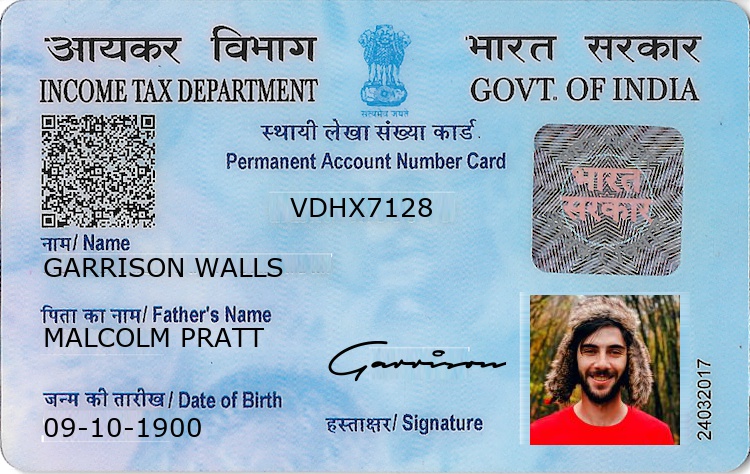 आयकर विभाग
INCOME TAX DEPARTMENT
भारत सरकार
GOVT. OF INDIA
सत्यमेव जयते
स्थायी लेखा संख्या कार्ड
Permanent Account Number Card
VDHX7128
भारत
सरकार
नाम/ Name
GARRISON WALLS
पिता का नाम/ Father's Name
MALCOLM PRATT
Garrison
जन्म की तारीख / Date of Birth
09-10-1900
हस्ताक्षर/ Signature
24032017